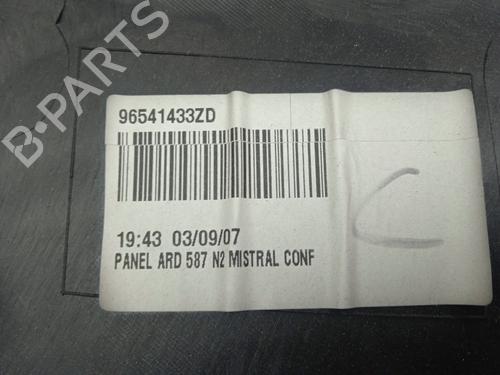 96541433ZD
19:43 03/09/07
PANEL ARD 587 N2 MISTRAL CONF
C
B-Parts